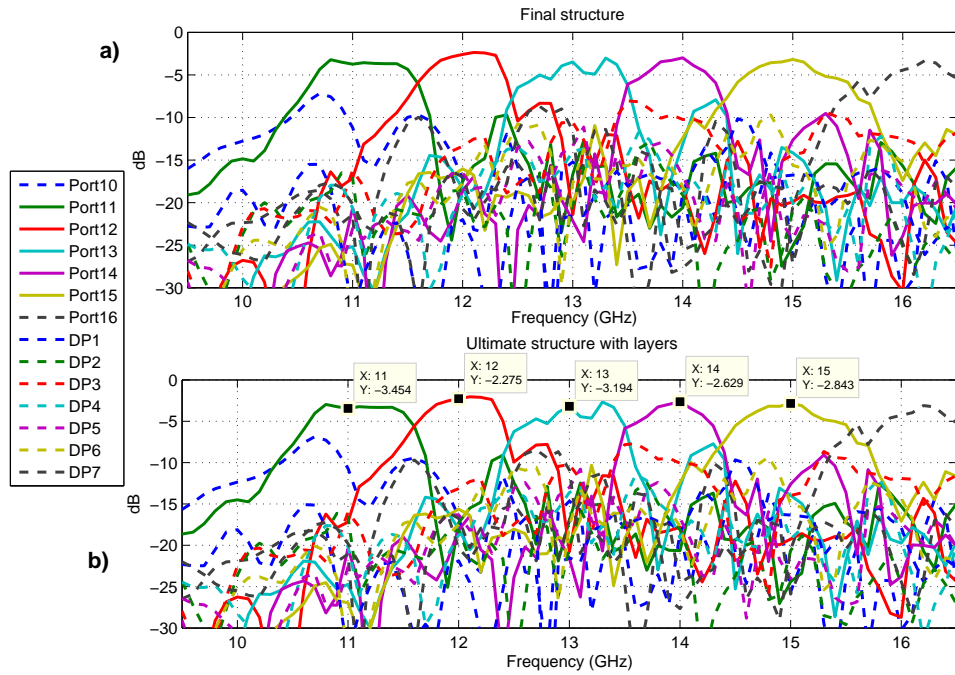 Final structure
a)
0
−5
−10
−15
−20
−25
−30
dB
10 11 12 13 14 15 16
Frequency (GHz)
Port10
Port11
Port12
Port13
Port14
Port15
Port16
DP1
DP2
DP3
DP4
DP5
DP6
DP7
Ultimate structure with layers
b)
X: 11
Y: −3.454
X: 12
Y: −2.275
X: 13
Y: −3.194
X: 14
Y: −2.629
X: 15
Y: −2.843
0
−5
−10
−15
−20
−25
−30
dB
10 11 12 13 14 15 16
Frequency (GHz)